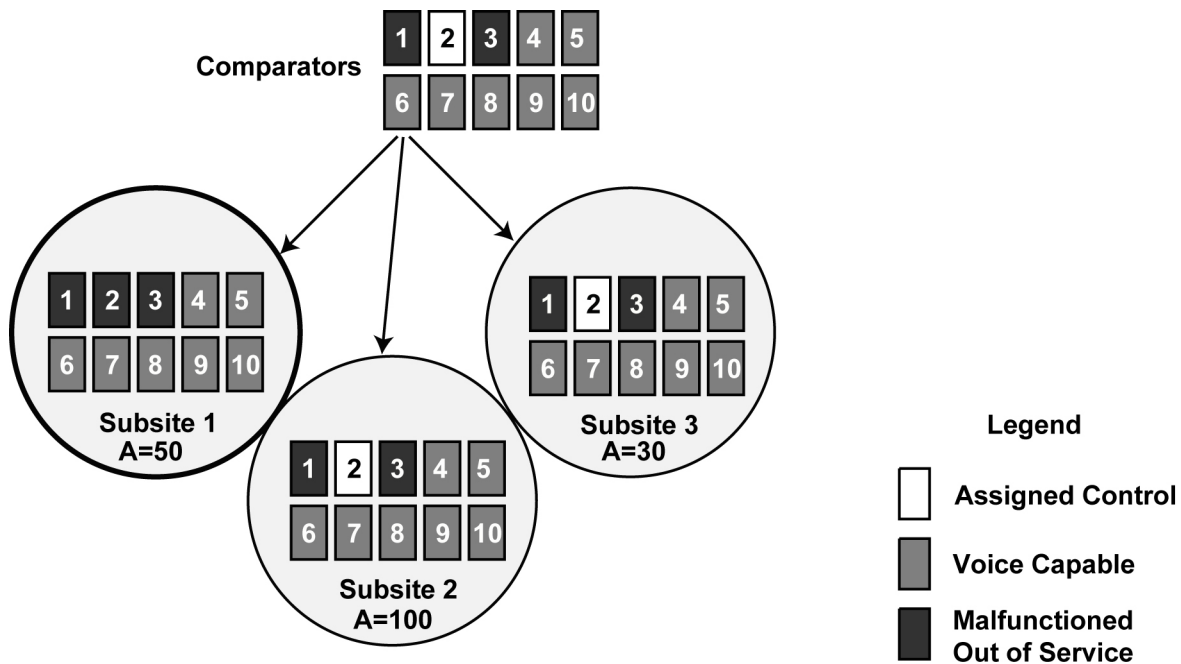 Comparators
1 2 3 4 5
6 7 8 9 10
1 2 3 4 5
6 7 8 9 10
Subsite 1
A=50
1 2 3 4 5
6 7 8 9 10
Subsite 2
A=100
1 2 3 4 5
6 7 8 9 10
Subsite 3
A=30
Legend
Assigned Control
Voice Capable
Malfunctioned
Out of Service